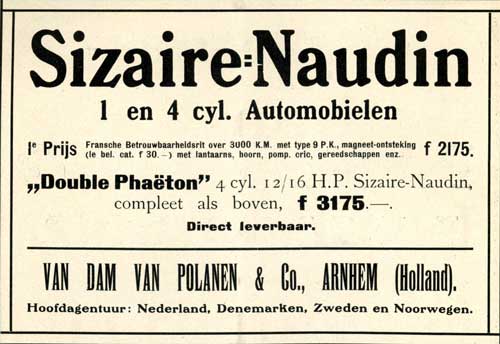 Sizaire=Naudin
1 en 4 cyl. Automobielen
1e Prijs Fransche Betrouwbaarheidsrit over 3000 K.M. met type 9 P.K., magneet-ontsteking
(le bel. cat. f 30.—) met lantaarns, hoorn, pomp, cric, gereedschappen enz. f 2175.
„Double Phaëton" 4 cyl. 12/16 H.P. Sizaire-Naudin,
compleet als boven, f 3175.—.
Direct leverbaar.
VAN DAM VAN POLANEN & Co., ARNHEM (Holland).
Hoofdagentuur: Nederland, Denemarken, Zweden en Noorwegen.